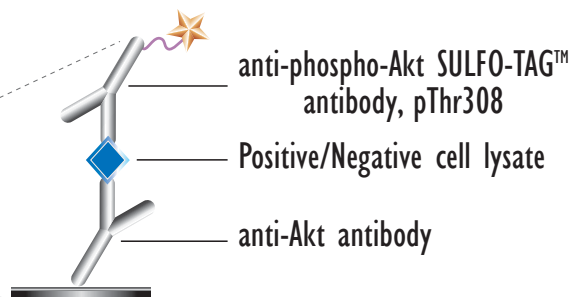 anti-phospho-Akt SULFO-TAG™
antibody, pThr308
Positive/Negative cell lysate
anti-Akt antibody